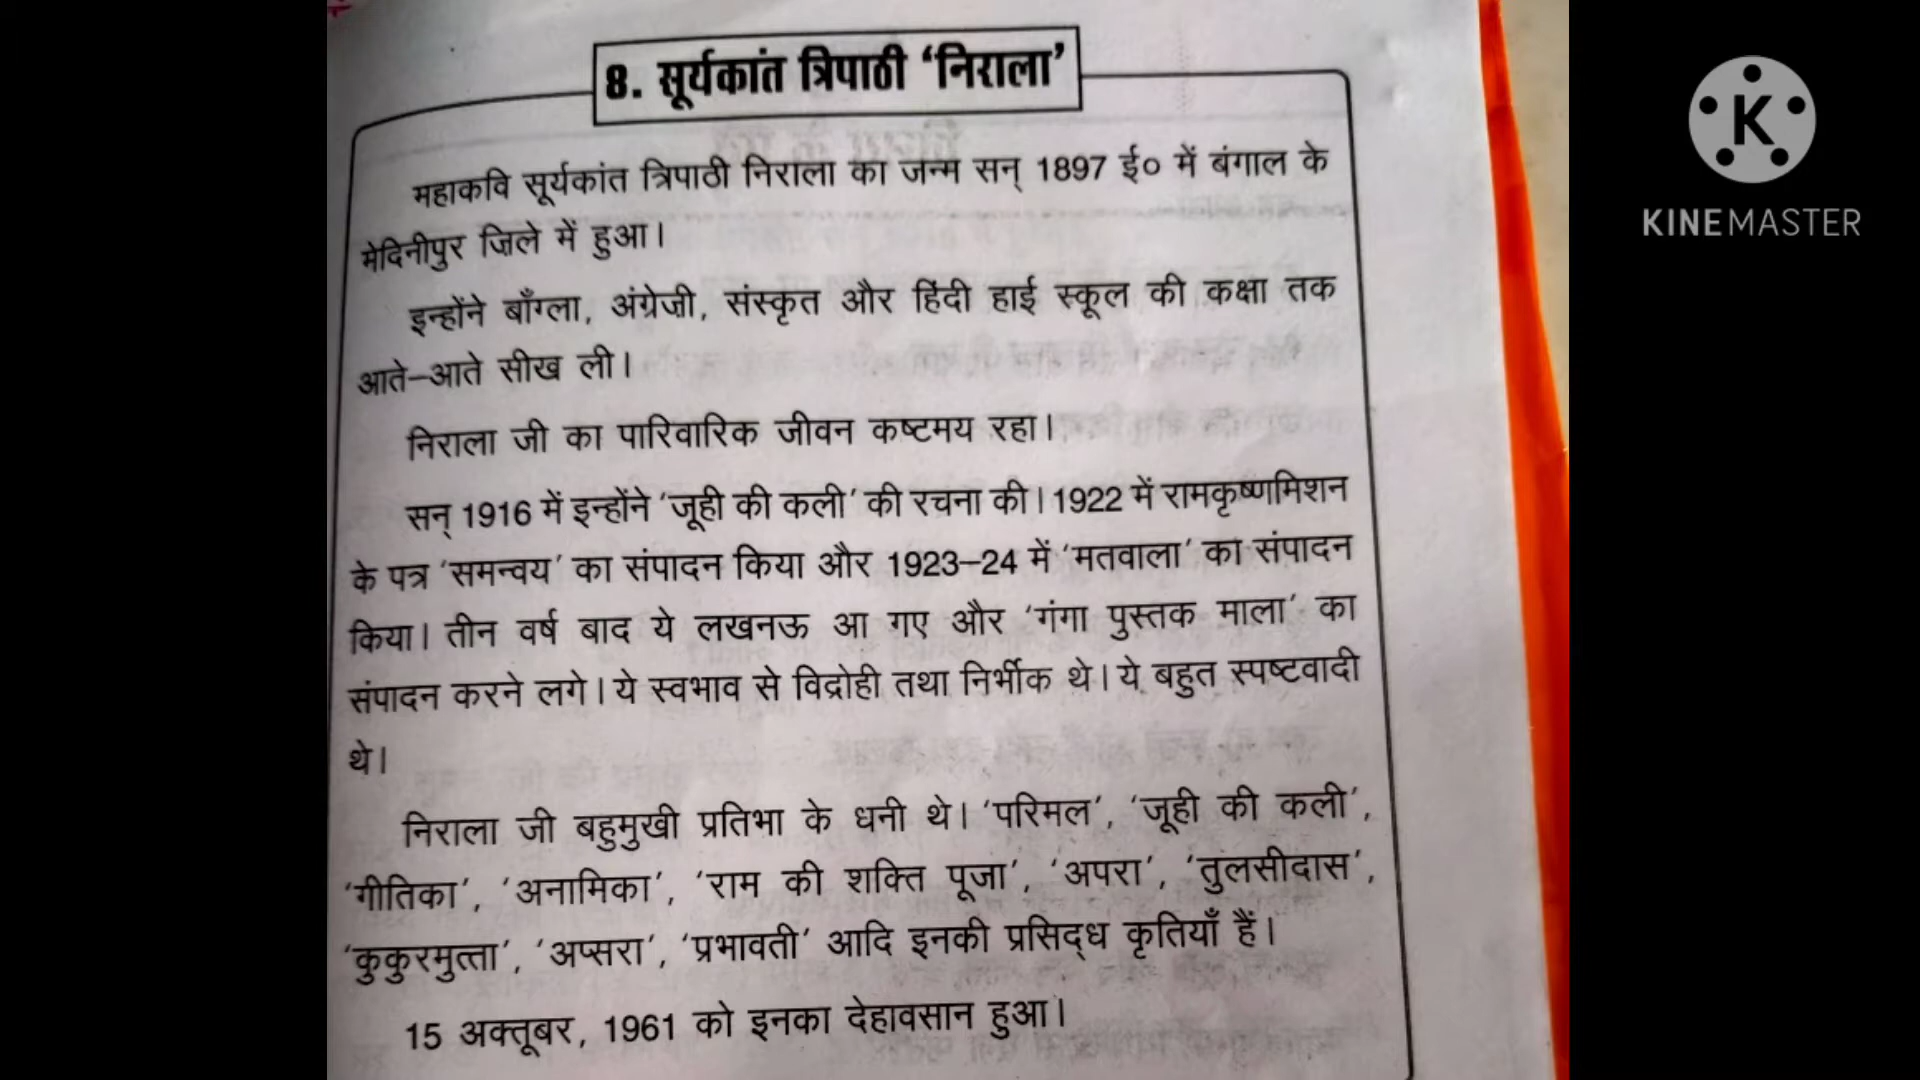 8. सूर्यकांत त्रिपाठी ‘निराला’
महाकवि सूर्यकांत त्रिपाठी निराला का जन्म सन् 1897 ई० में बंगाल के
मेदिनीपुर ज़िले में हुआ।
इन्होंने बाँग्ला, अंग्रेज़ी, संस्कृत और हिंदी हाई स्कूल की कक्षा तक
आते–आते सीख ली।
निराला जी का पारिवारिक जीवन कष्टमय रहा।
सन् 1916 में इन्होंने ‘जूही की कली’ की रचना की। 1922 में रामकृष्णमिशन
के पत्र ‘समन्वय’ का संपादन किया और 1923–24 में ‘मतवाला’ का संपादन
किया। तीन वर्ष बाद ये लखनऊ आ गए और ‘गंगा पुस्तक माला’ का
संपादन करने लगे। ये स्वभाव से विद्रोही तथा निर्भीक थे। ये बहुत स्पष्टवादी
थे।
निराला जी बहुमुखी प्रतिभा के धनी थे। ‘परिमल’, ‘जूही की कली’,
‘गीतिका’, ‘अनामिका’, ‘राम की शक्ति पूजा’, ‘अपरा’, ‘तुलसीदास’,
‘कुकुरमुत्ता’, ‘अप्सरा’, ‘प्रभावती’ आदि इनकी प्रसिद्ध कृतियाँ हैं।
15 अक्तूबर, 1961 को इनका देहावसान हुआ।
K
KINEMASTER